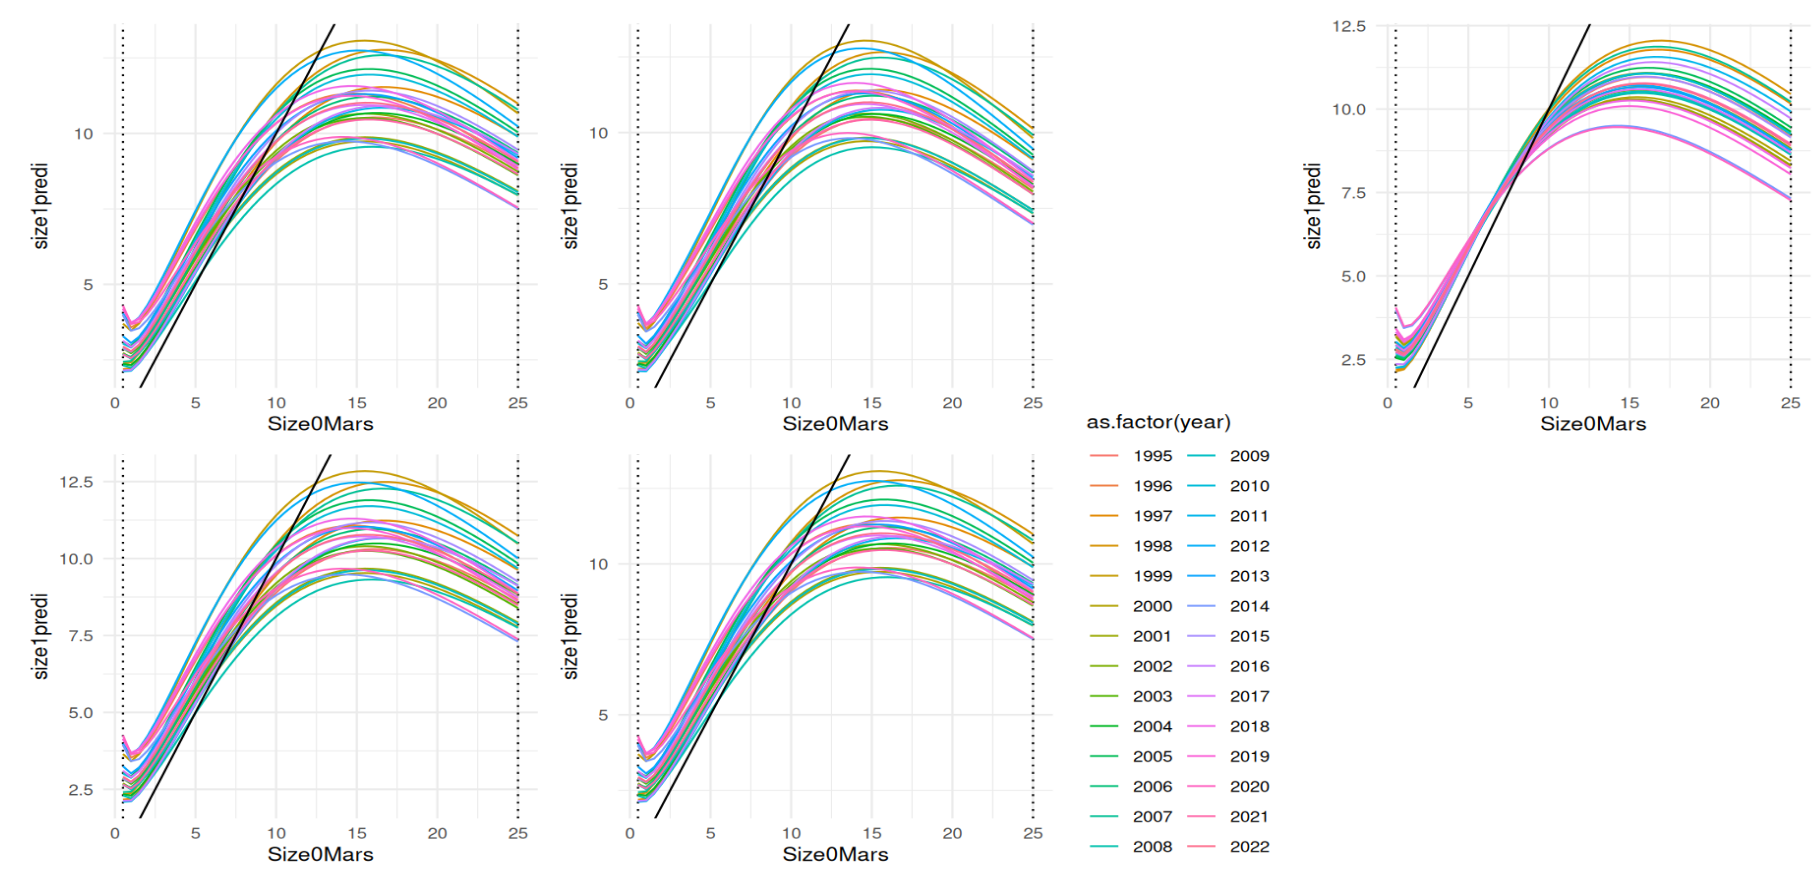 10
5
size1predi
0 5 10 15 20 25
Size0Mars
10
5
size1predi
0 5 10 15 20 25
Size0Mars
12.5
10.0
7.5
5.0
2.5
size1predi
0 5 10 15 20 25
Size0Mars
12.5
10.0
7.5
5.0
2.5
size1predi
0 5 10 15 20 25
Size0Mars
10
5
size1predi
0 5 10 15 20 25
Size0Mars
as.factor(year)
1995 2009
1996 2010
1997 2011
1998 2012
1999 2013
2000 2014
2001 2015
2002 2016
2003 2017
2004 2018
2005 2019
2006 2020
2007 2021
2008 2022